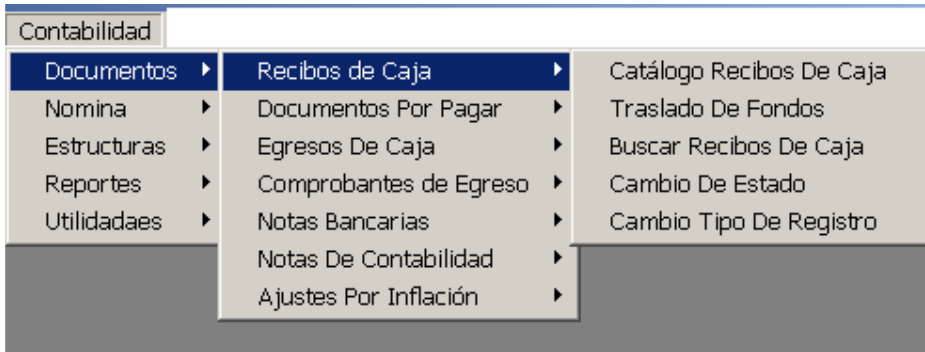 Contabilidad
Documentos
Nomina
Estructuras
Reportes
Utilidadaes
Recibos de Caja
Documentos Por Pagar
Egresos De Caja
Comprobantes de Egreso
Notas Bancarias
Notas De Contabilidad
Ajustes Por Inflación
Catálogo Recibos De Caja
Traslado De Fondos
Buscar Recibos De Caja
Cambio De Estado
Cambio Tipo De Registro